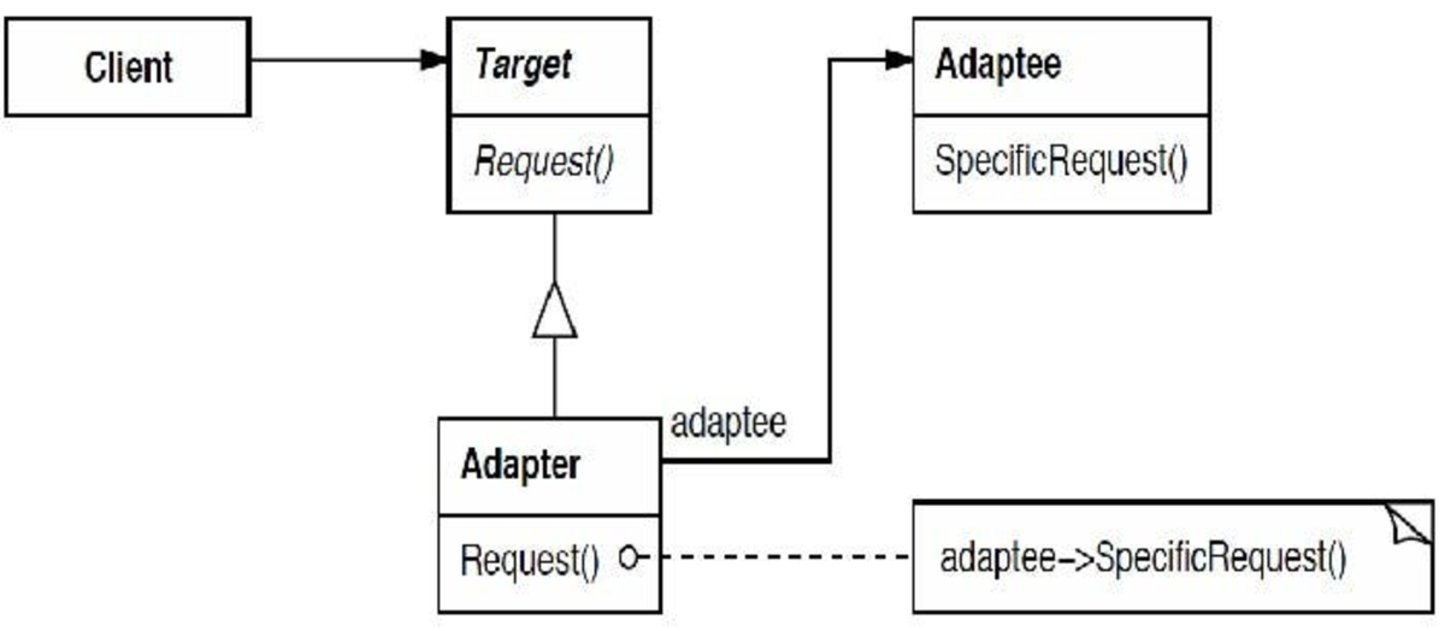 Client
Target
Request()
Adaptee
SpecificRequest()
adaptee
Adapter
Request()
adaptee–>SpecificRequest()